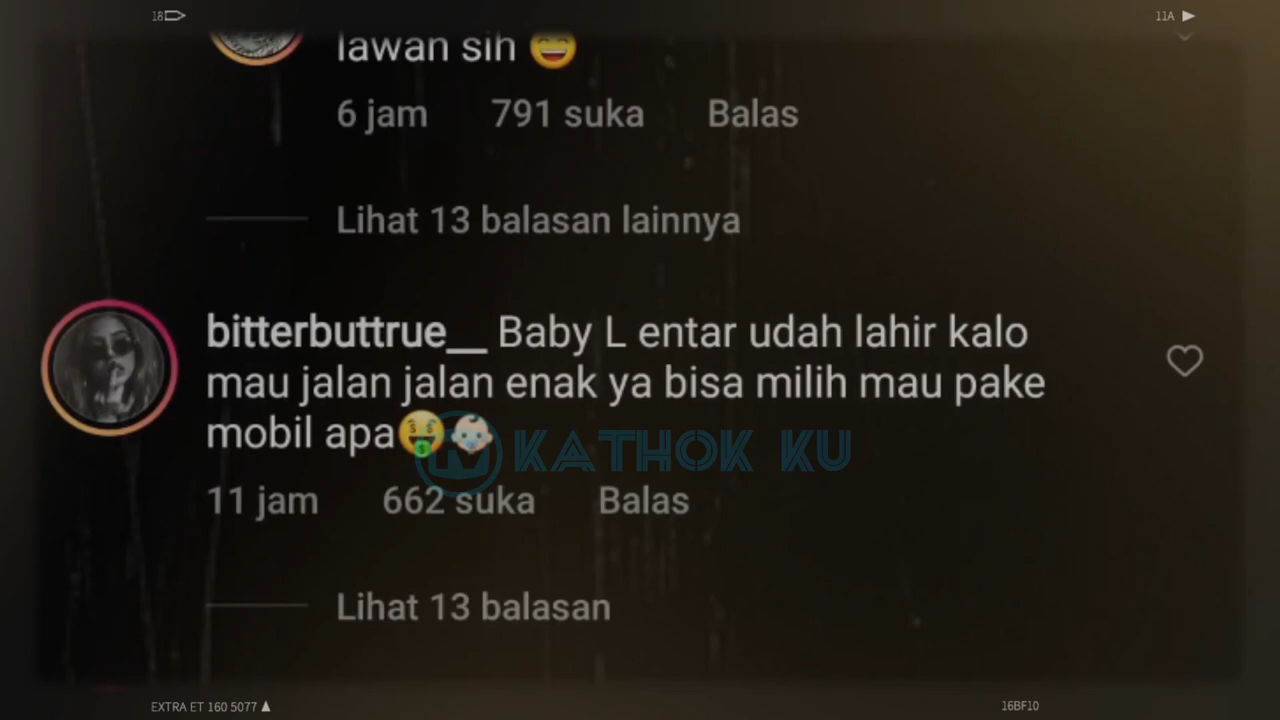 18
11A
lawan sih 😄
6 jam 791 suka Balas
Lihat 13 balasan lainnya
bitterbuttrue__ Baby L entar udah lahir kalo
mau jalan jalan enak ya bisa milih mau pake
mobil apa🤑👶
KATHOK KU
11 jam 662 suka Balas
Lihat 13 balasan
EXTRA ET 160 5077
16BF10